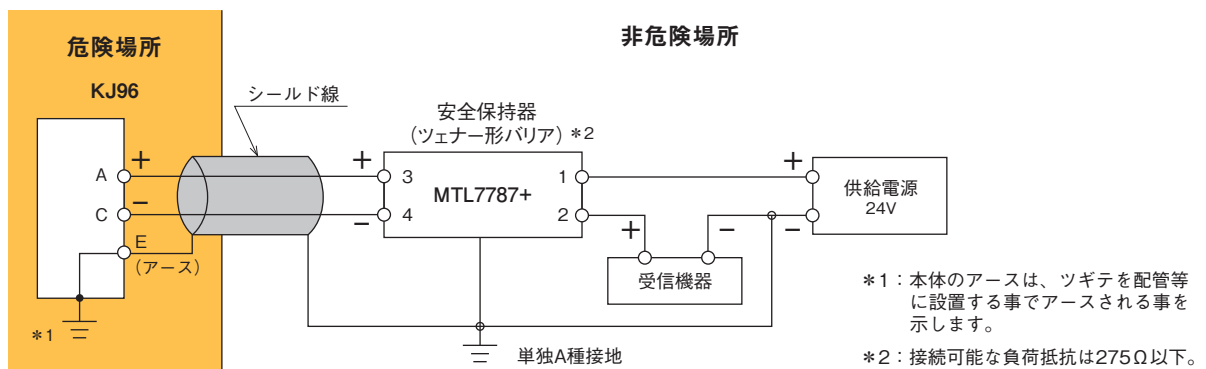 危険場所
非危険場所
KJ96
シールド線
安全保持器
（ツェナー形バリア）＊2
A
+
+
3
MTL7787+
1
+
供給電源
24V
C
−
−
4
2
+
−
−
E
（アース）
受信機器
＊1
単独A種接地
＊1：本体のアースは、ツギテを配管等
に設置する事でアースされる事を
示します。
＊2：接続可能な負荷抵抗は275Ω以下。